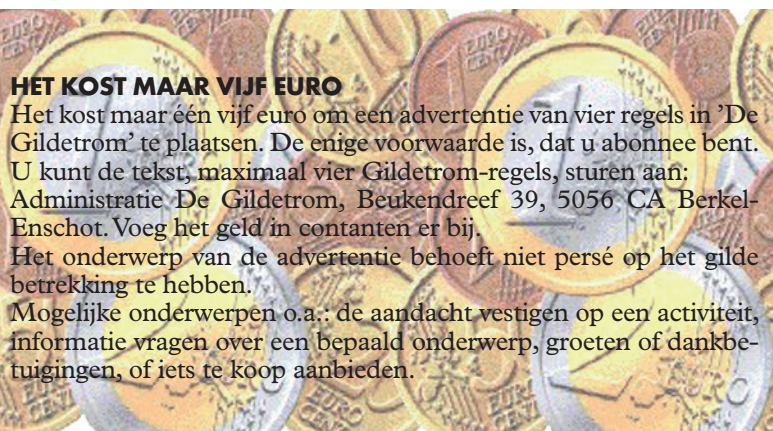 HET KOST MAAR VIJF EURO
Het kost maar één vijf euro om een advertentie van vier regels in ’De
Gildetrom’ te plaatsen. De enige voorwaarde is, dat u abonnee bent.
U kunt de tekst, maximaal vier Gildetrom-regels, sturen aan:
Administratie De Gildetrom, Beukendreef 39, 5056 CA Berkel-
Enschot. Voeg het geld in contanten er bij.
Het onderwerp van de advertentie behoeft niet persé op het gilde
betrekking te hebben.
Mogelijke onderwerpen o.a.: de aandacht vestigen op een activiteit,
informatie vragen over een bepaald onderwerp, groeten of dankbe-
tuigingen, of iets te koop aanbieden.